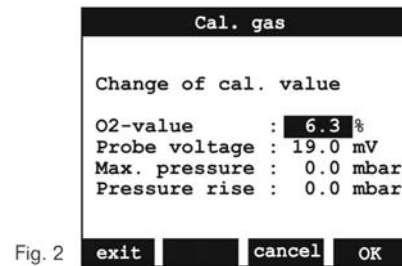 Cal. gas
Change of cal. value
O2-value : 6.3 %
Probe voltage : 19.0 mV
Max. pressure : 0.0 mbar
Pressure rise : 0.0 mbar
Fig. 2 exit cancel OK